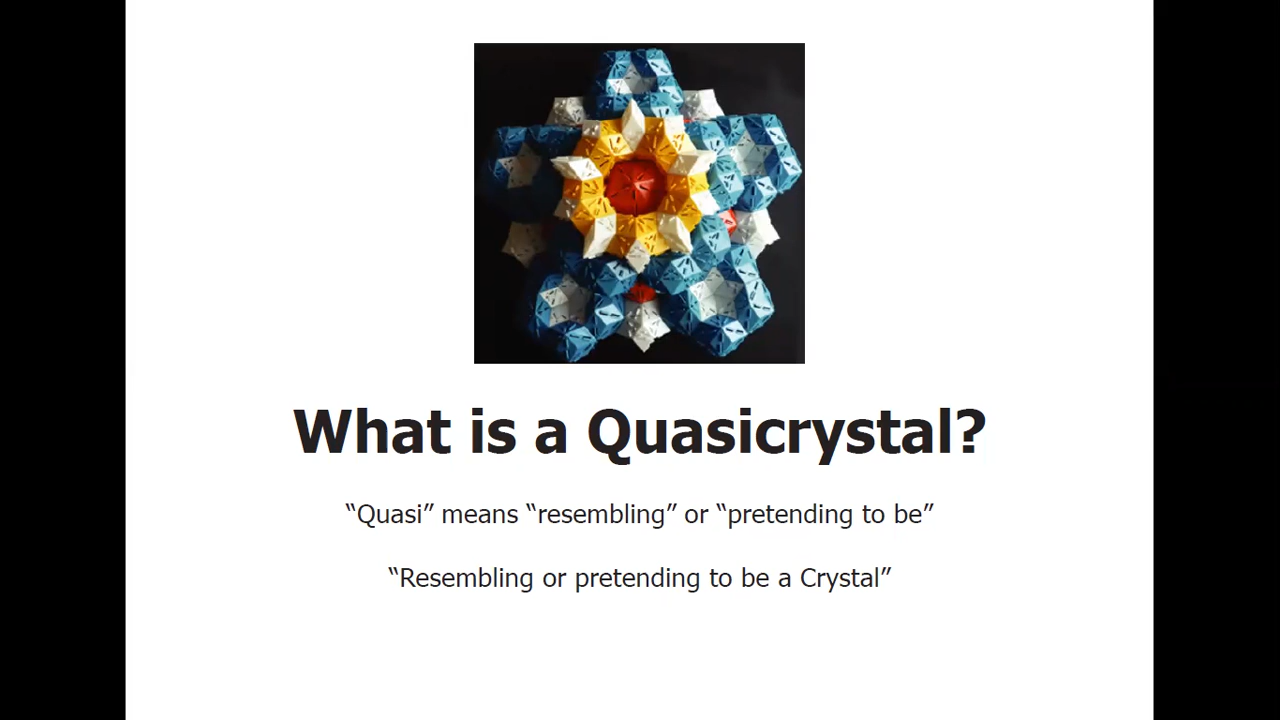 What is a Quasicrystal?
“Quasi” means “resembling” or “pretending to be”
“Resembling or pretending to be a Crystal”